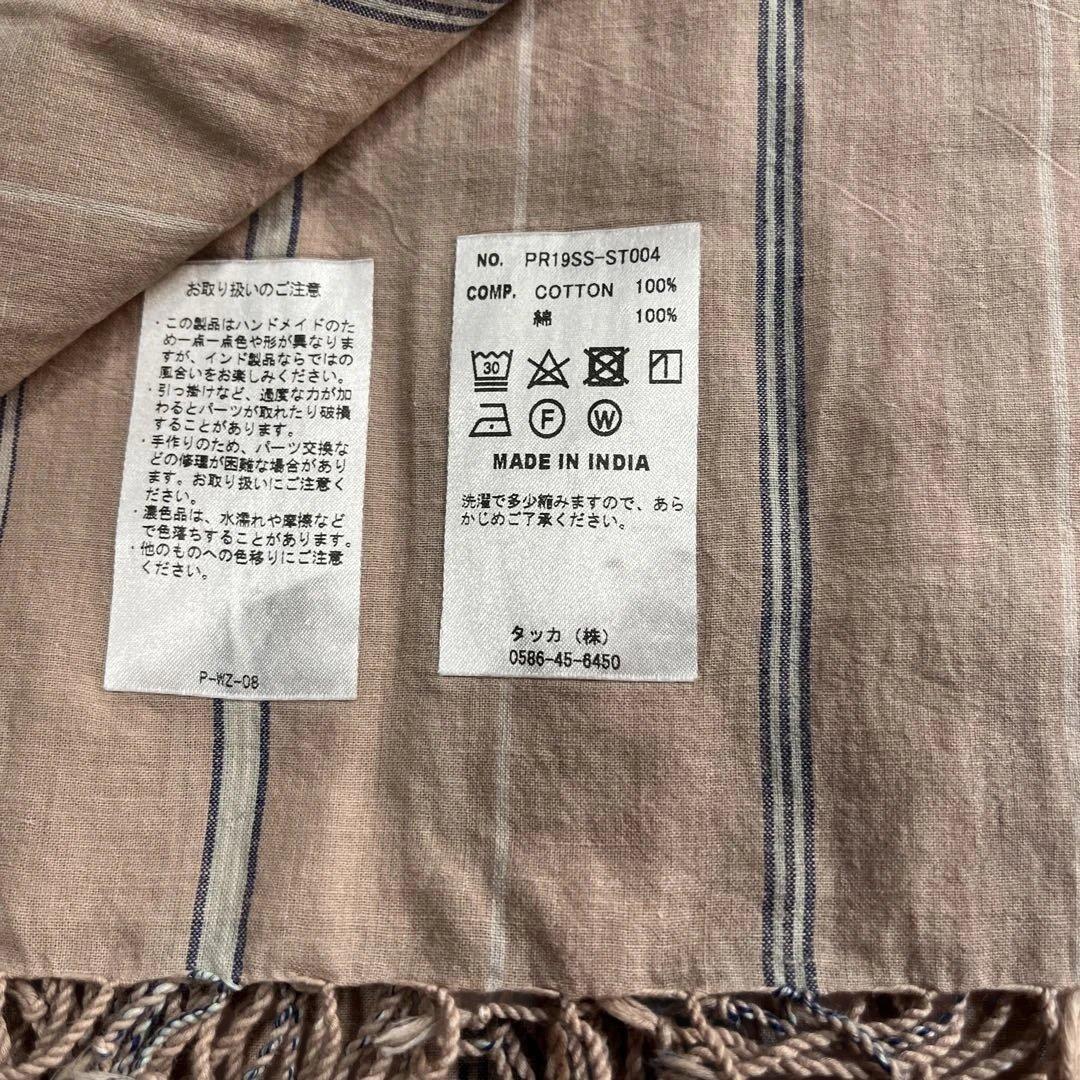 お取り扱いのご注意
・この製品はハンドメイドのた
め一点一点色や形が異なりま
すが、インド製品ならではの
風合いをお楽しみください。
・引っ掛けなど、過度な力が加
わるとパーツが取れたり破損
することがあります。
・手作りのため、パーツ交換な
どの修理が困難な場合があり
ます。お取り扱いにご注意く
ださい。
・濃色品は、水濡れや摩擦など
で色落ちすることがあります。
・他のものへの色移りにご注意
ください。
P-WZ-08
NO. PR19SS-ST004
COMP. COTTON 100%
綿 100%
30
F W
MADE IN INDIA
洗濯で多少縮みますので、あら
かじめご了承ください。
タッカ（株）
0586-45-6450